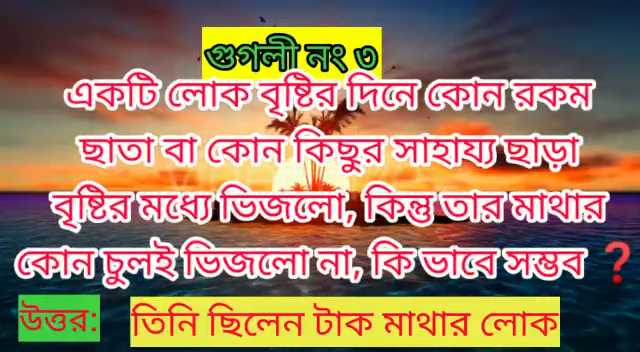 গুগলী নং ৩
একটি লোক বৃষ্টির দিনে কোন রকম
ছাতা বা কোন কিছুর সাহায্য ছাড়া
বৃষ্টির মধ্যে ভিজলো, কিন্তু তার মাথার
কোন চুলই ভিজলো না, কি ভাবে সম্ভব ❓
উত্তর: তিনি ছিলেন টাক মাথার লোক